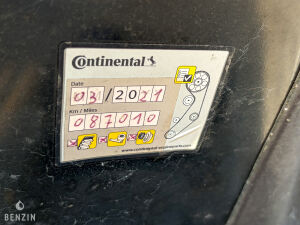 Continental
Date
03/2021
Km / Miles
087010
BENZIN